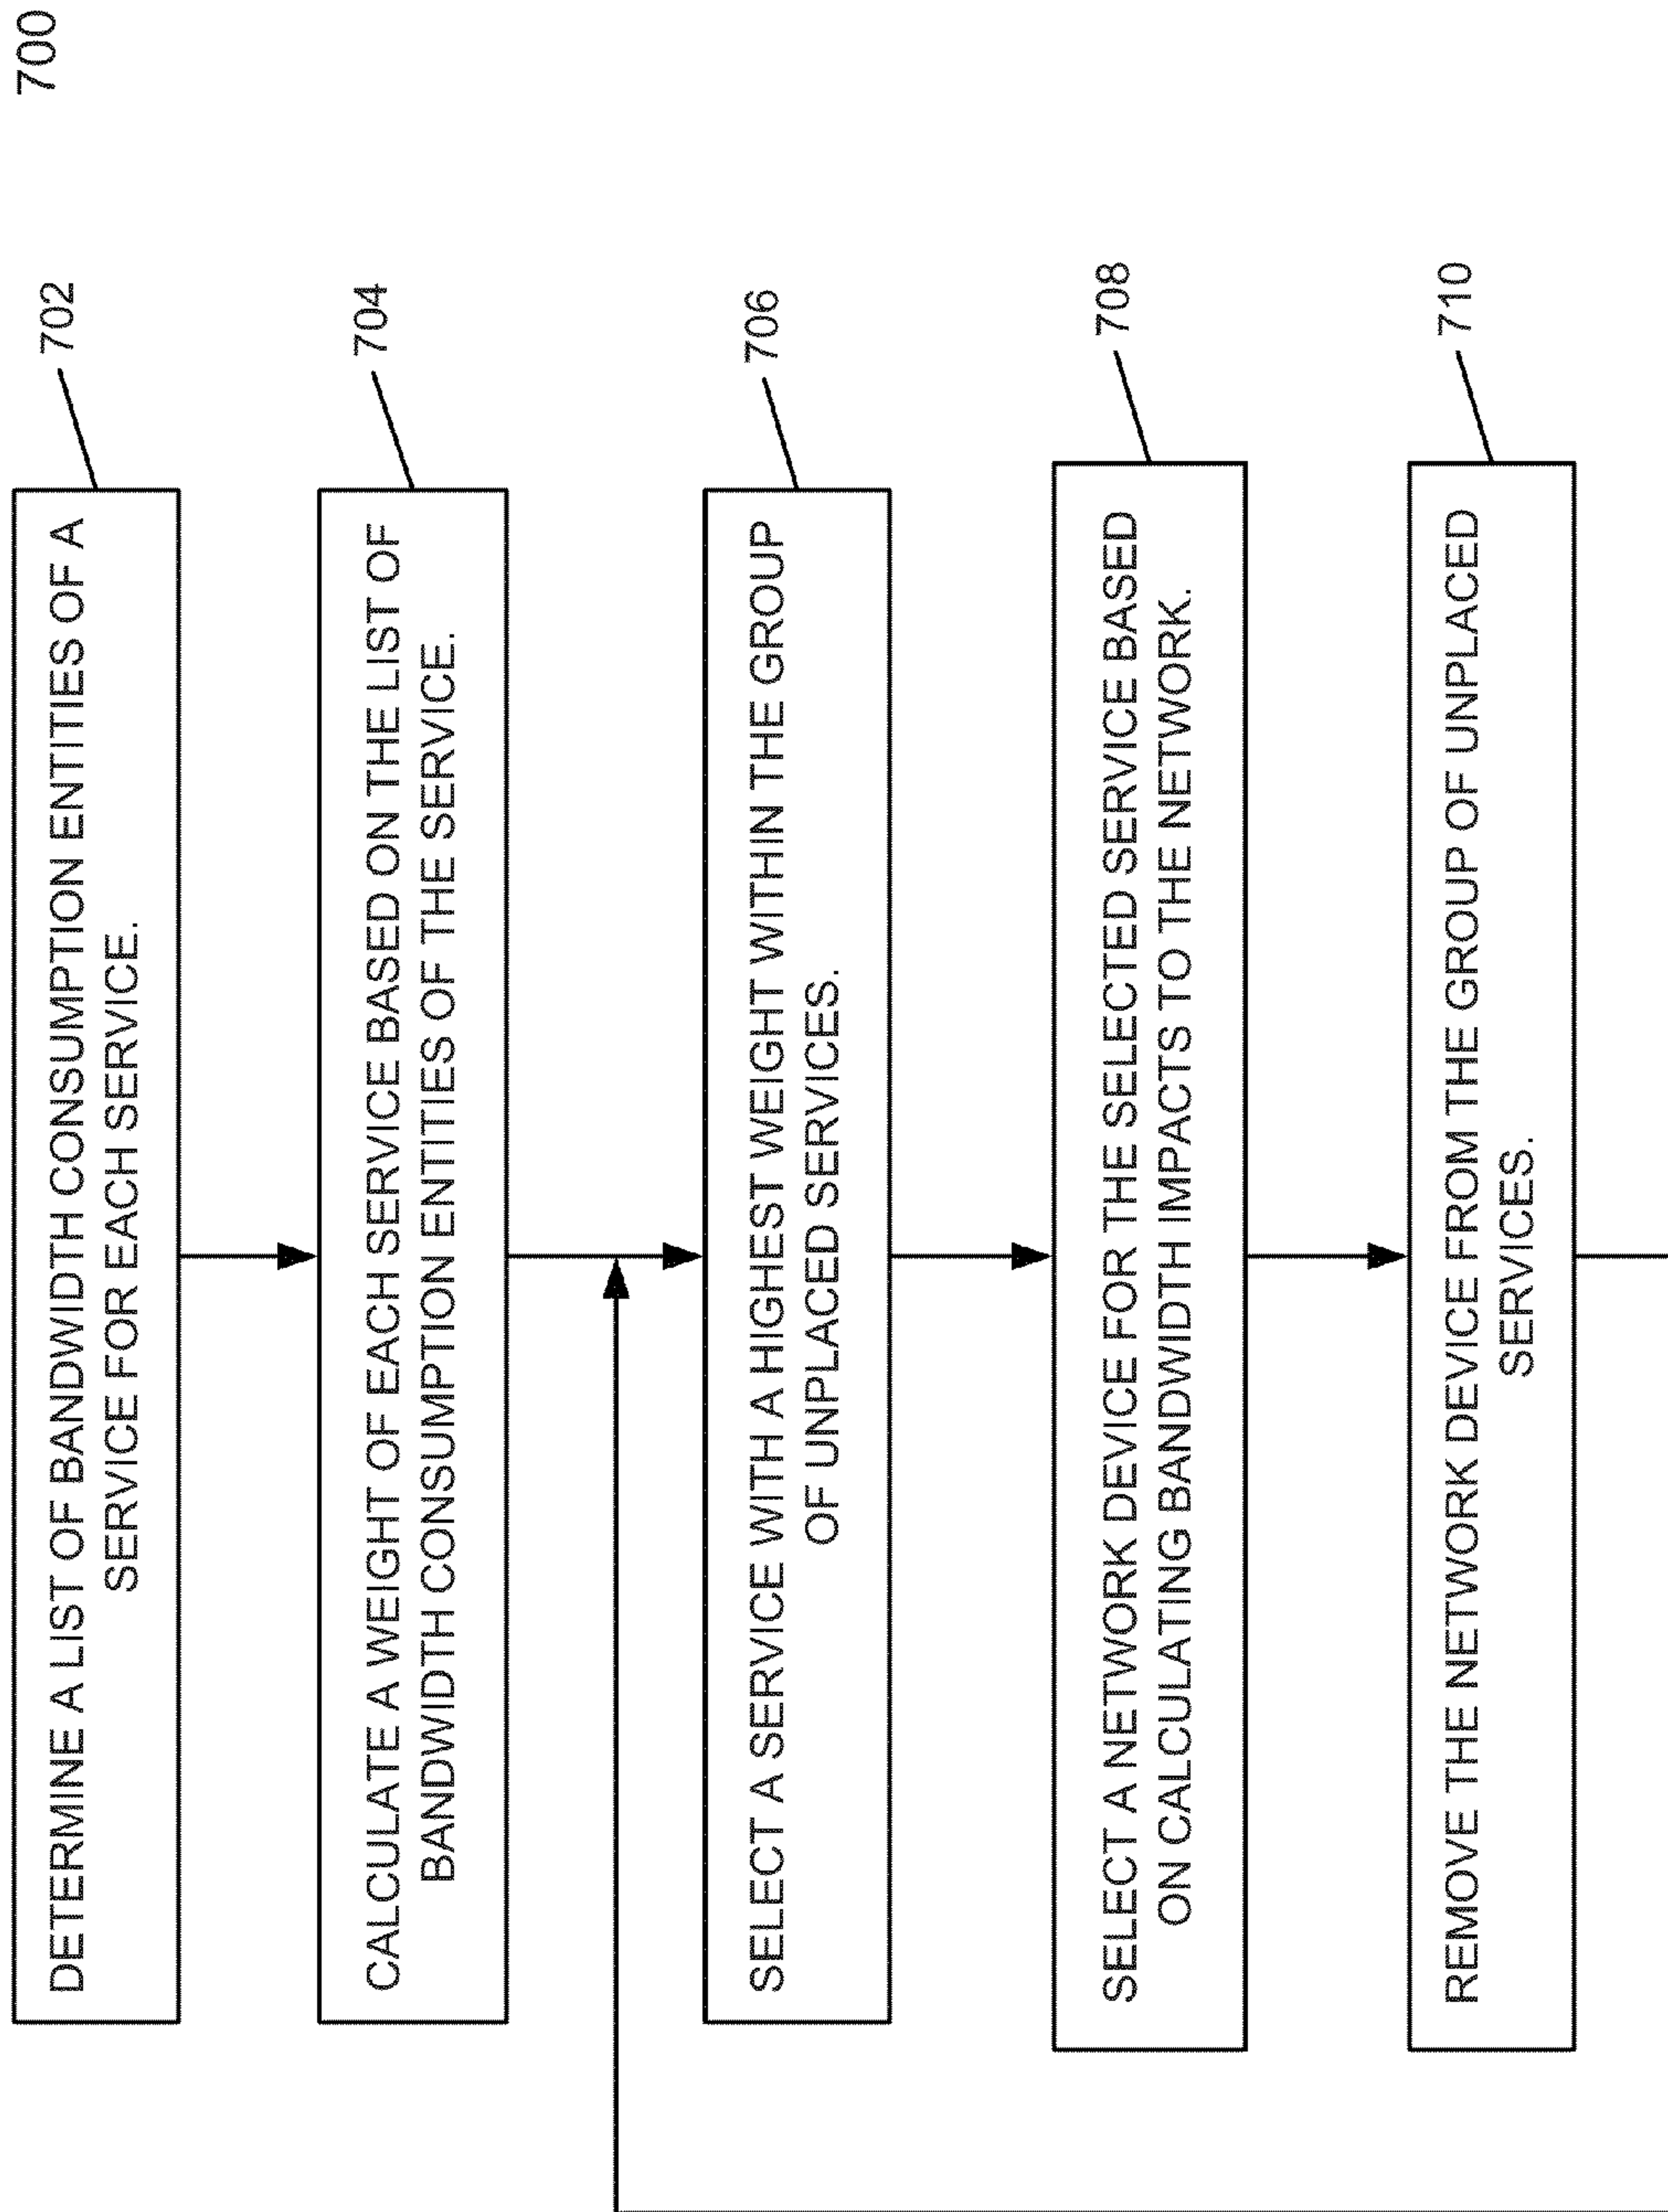 700
702
DETERMINE A LIST OF BANDWIDTH CONSUMPTION ENTITIES OF A
SERVICE FOR EACH SERVICE.
704
CALCULATE A WEIGHT OF EACH SERVICE BASED ON THE LIST OF
BANDWIDTH CONSUMPTION ENTITIES OF THE SERVICE.
706
SELECT A SERVICE WITH A HIGHEST WEIGHT WITHIN THE GROUP
OF UNPLACED SERVICES.
708
SELECT A NETWORK DEVICE FOR THE SELECTED SERVICE BASED
ON CALCULATING BANDWIDTH IMPACTS TO THE NETWORK.
710
REMOVE THE NETWORK DEVICE FROM THE GROUP OF UNPLACED
SERVICES.